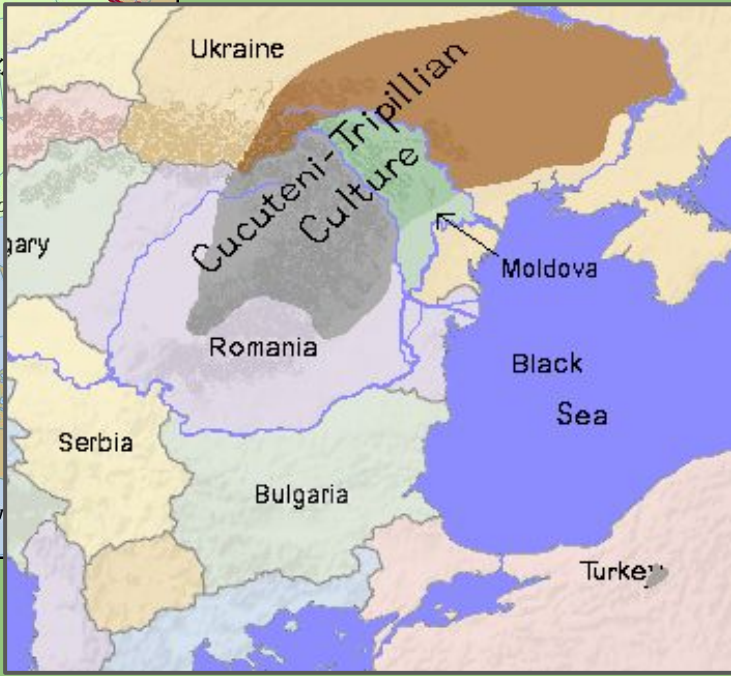 Ukraine
Cucuteni-Tripillian
Culture
gary
Moldova
Romania
Black
Sea
Serbia
Bulgaria
Turkey